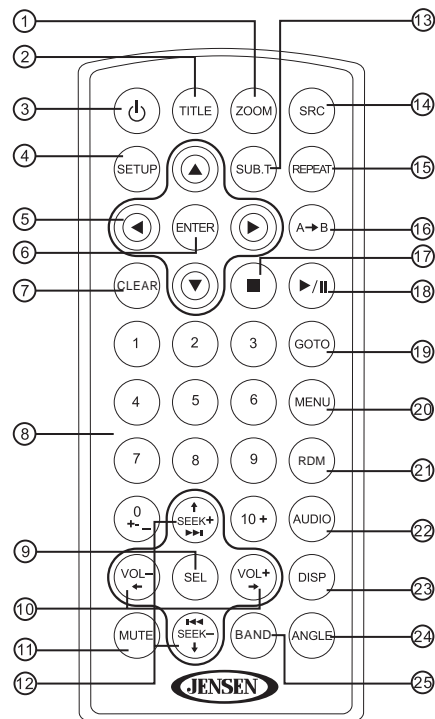 1
13
2
3
TITLE
ZOOM
SRC
14
4
SETUP
SUB.T
REPEAT
15
5
ENTER
A→B
16
6
17
7
CLEAR
▶/II
18
1
2
3
GOTO
19
4
5
6
MENU
20
8
7
8
9
RDM
21
0
+-_
SEEK+
10+
AUDIO
22
9
VOL-
SEL
VOL+
DISP
23
10
11
MUTE
SEEK-
BAND
ANGLE
24
12
JENSEN
25